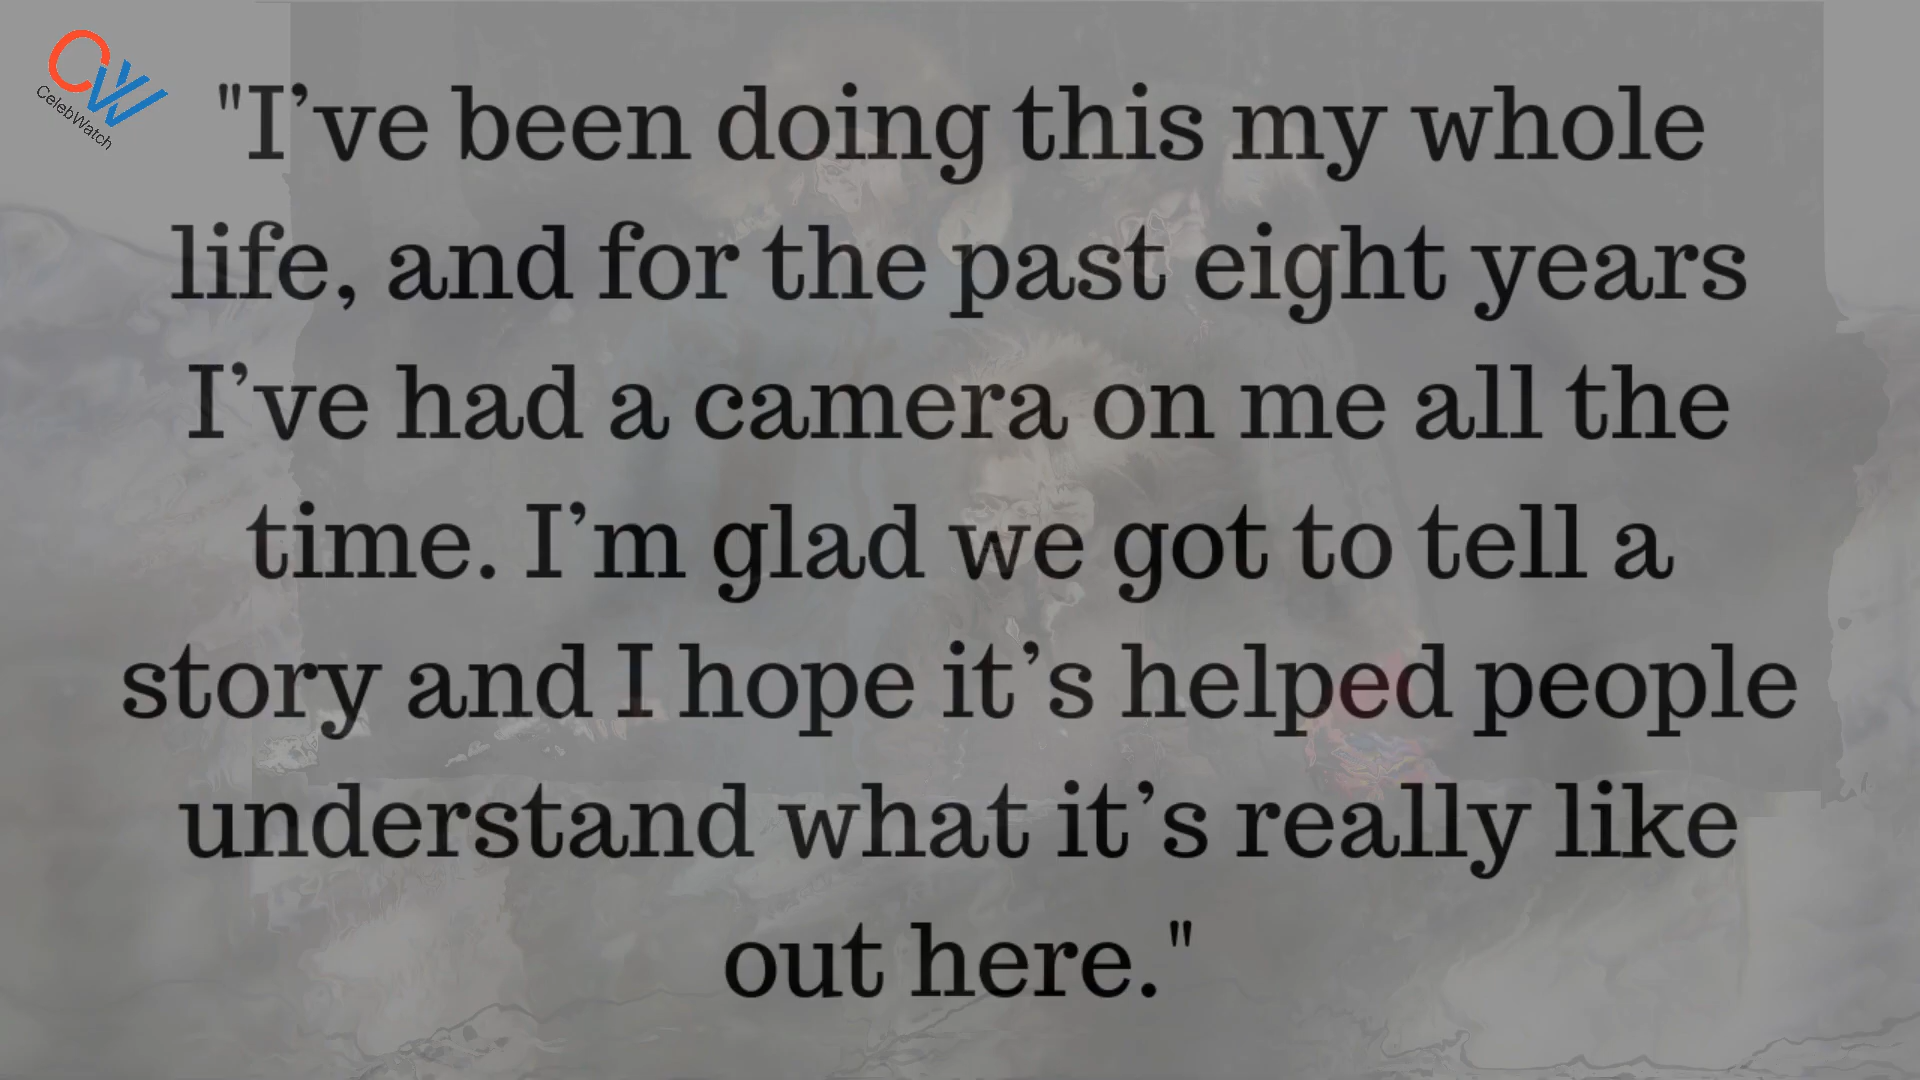 CW
CelebWatch
"I’ve been doing this my whole
life, and for the past eight years
I’ve had a camera on me all the
time. I’m glad we got to tell a
story and I hope it’s helped people
understand what it’s really like
out here."